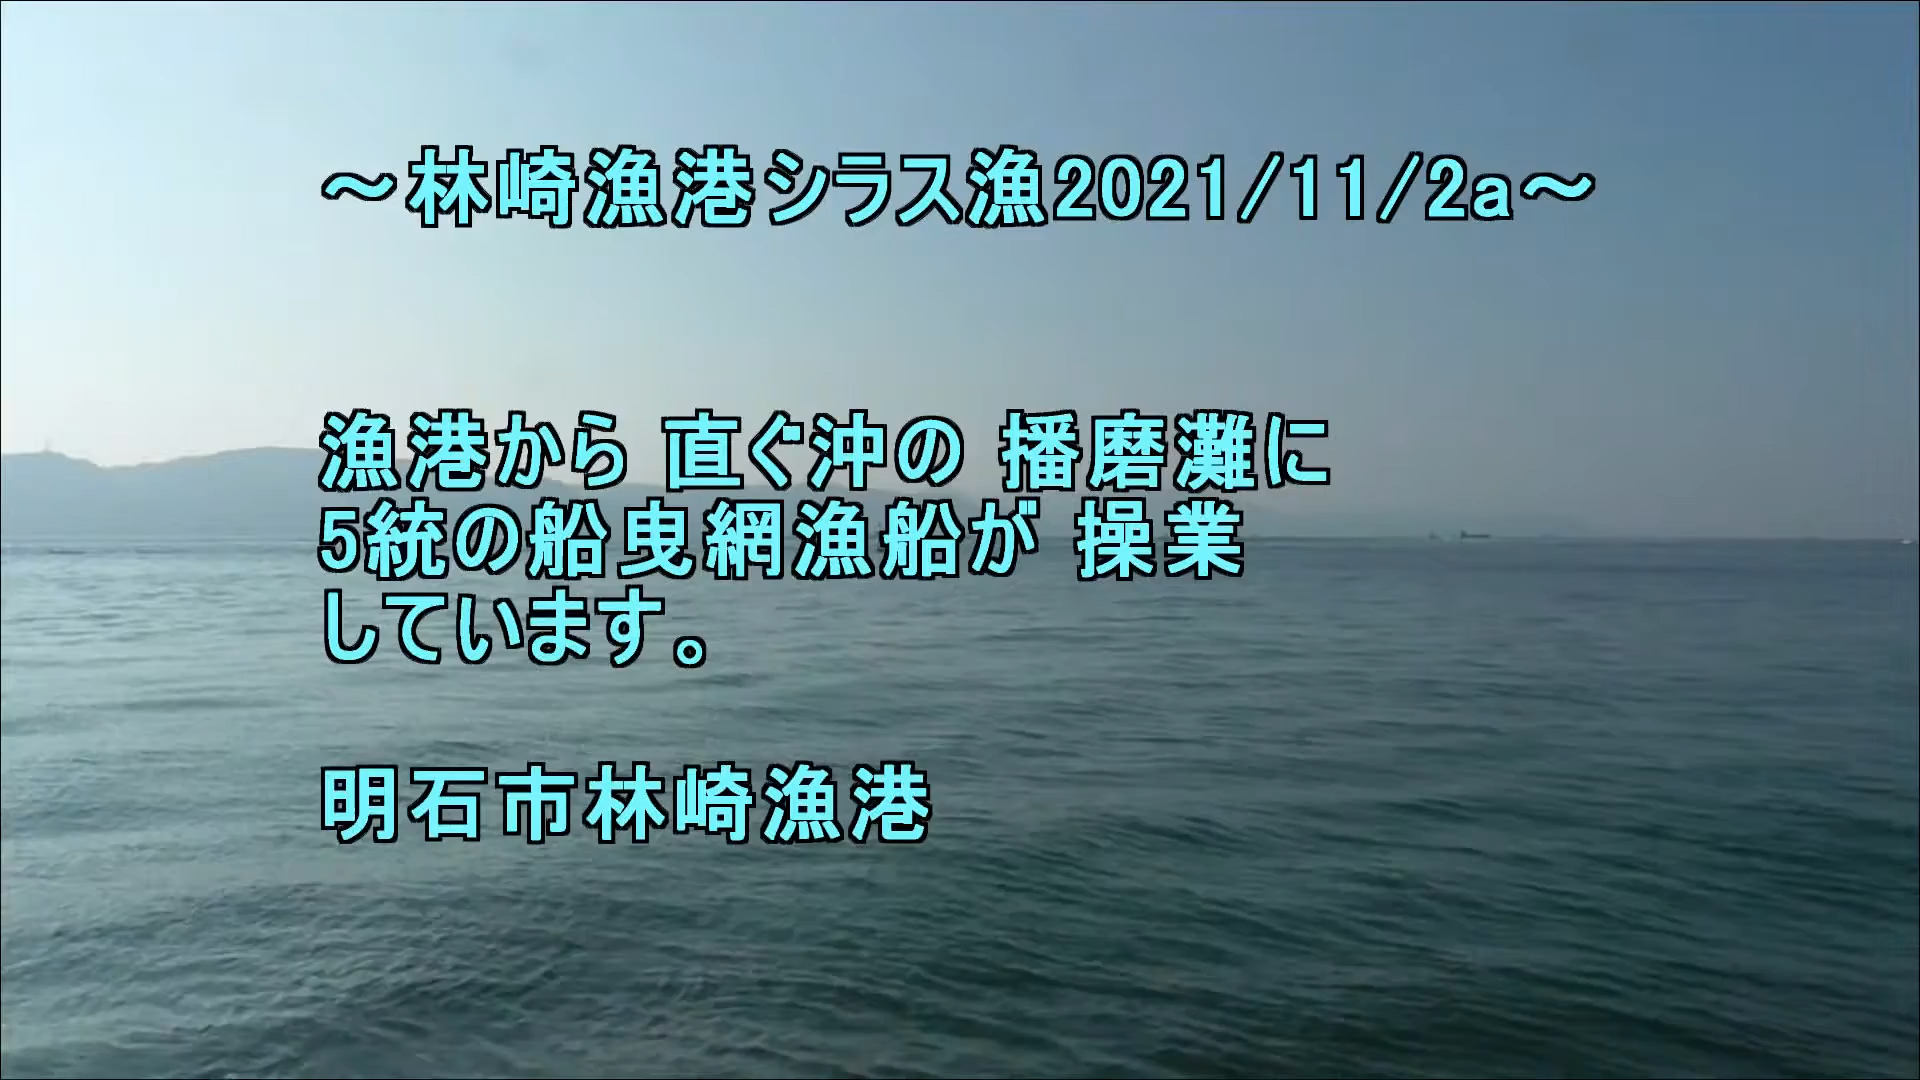 ～林崎漁港シラス漁2021/11/2a～
漁港から 直ぐ沖の 播磨灘に
5統の船曳網漁船が 操業
しています。
明石市林崎漁港